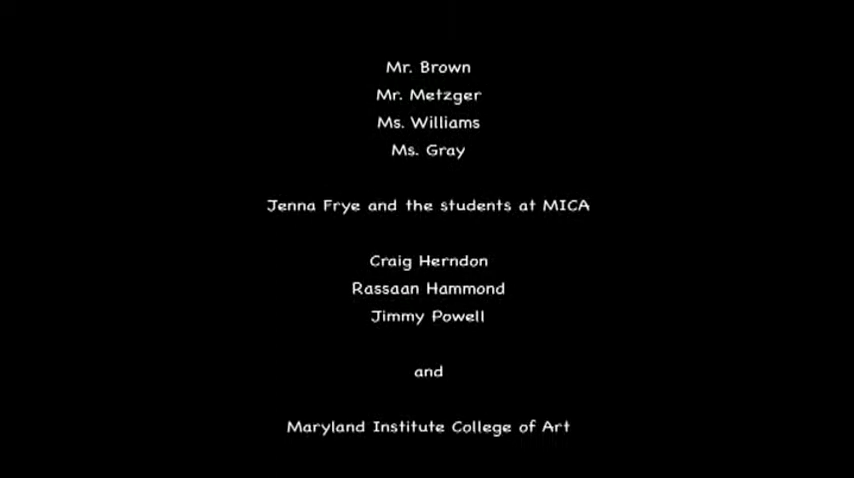 Mr. Brown
Mr. Metzger
Ms. Williams
Ms. Gray
Jenna Frye and the students at MICA
Craig Herndon
Rassaan Hammond
Jimmy Powell
and
Maryland Institute College of Art